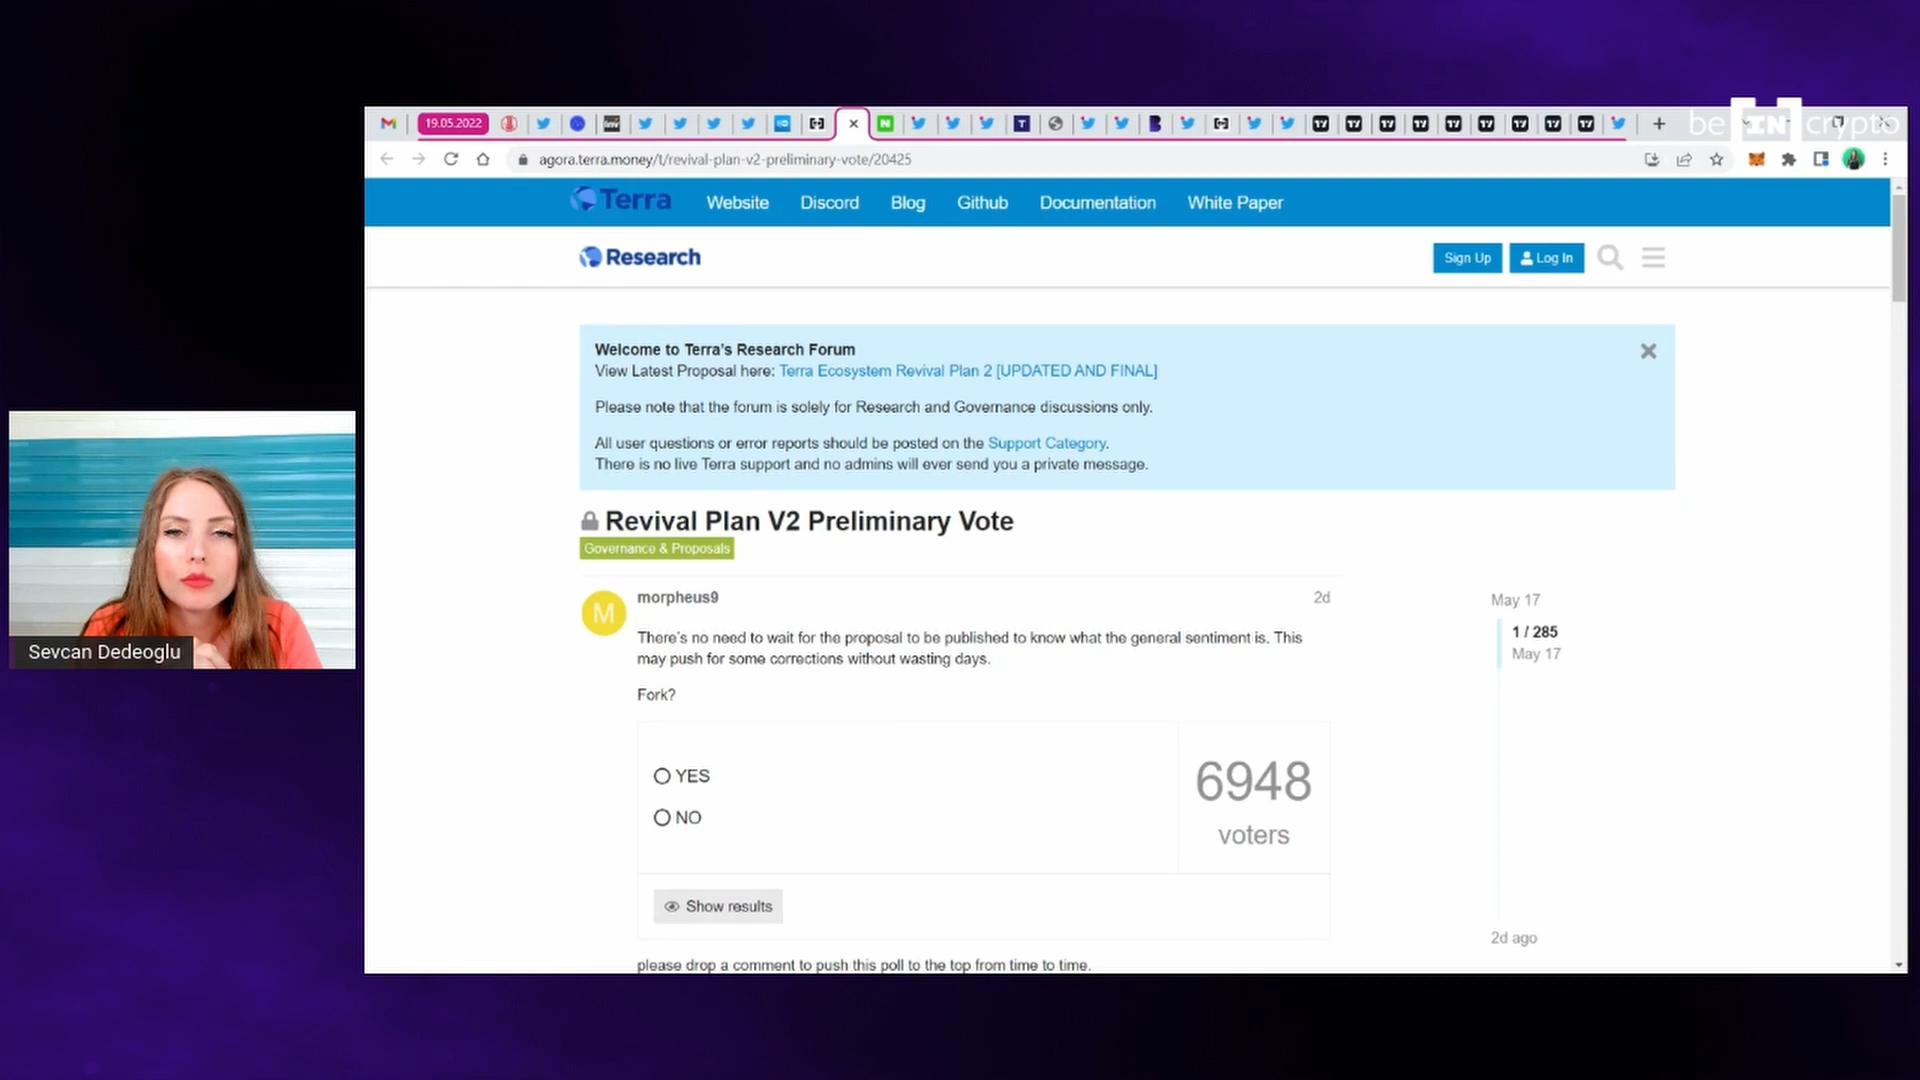 be IN crypto
19.05.2022
agora.terra.money/t/revival-plan-v2-preliminary-vote/20425
Terra Website Discord Blog Github Documentation White Paper
Research
Sign Up Log In
Welcome to Terra's Research Forum
View Latest Proposal here: Terra Ecosystem Revival Plan 2 [UPDATED AND FINAL]
Please note that the forum is solely for Research and Governance discussions only.
All user questions or error reports should be posted on the Support Category.
There is no live Terra support and no admins will ever send you a private message.
Revival Plan V2 Preliminary Vote
Governance & Proposals
M
morpheus9 2d
There's no need to wait for the proposal to be published to know what the general sentiment is. This
may push for some corrections without wasting days.
Fork?
YES
NO
6948
voters
Show results
please drop a comment to push this poll to the top from time to time.
May 17
1 / 285
May 17
2d ago
Sevcan Dedeoglu